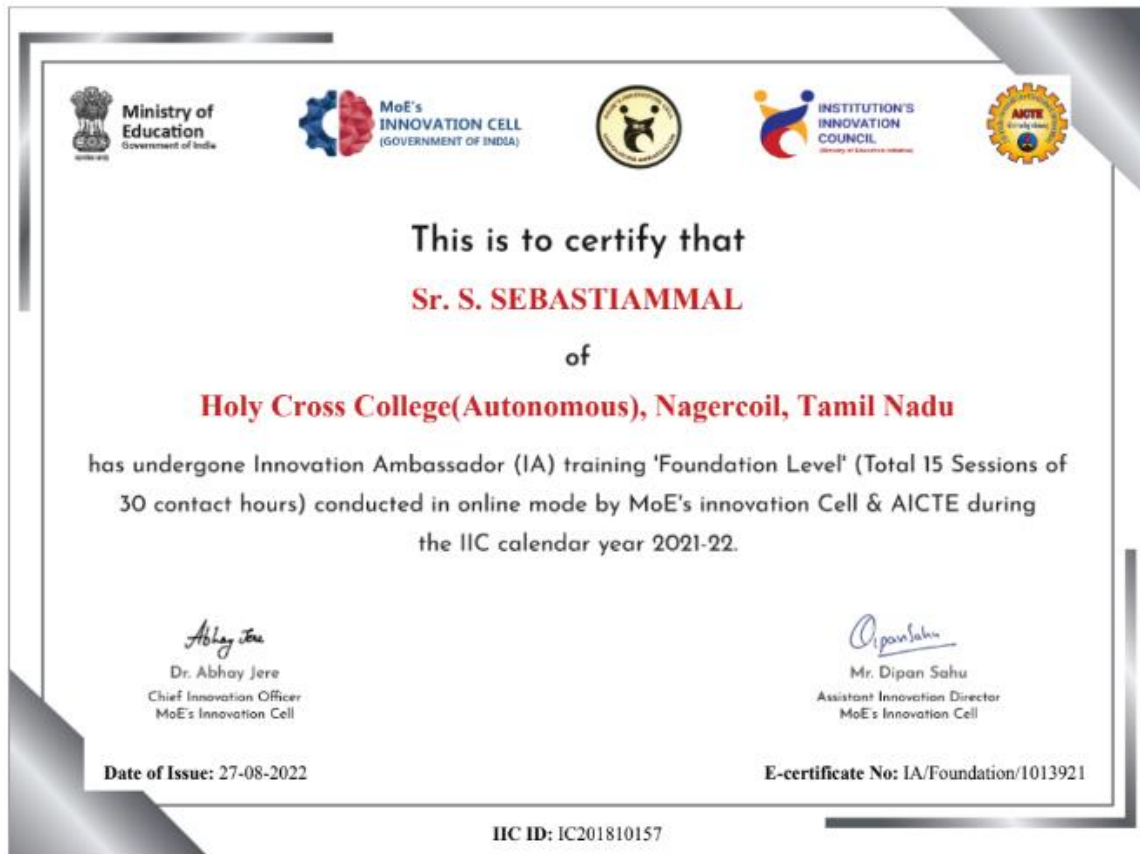 Ministry of
Education
Government of India
MoE's
INNOVATION CELL
(GOVERNMENT OF INDIA)
INSTITUTION'S
INNOVATION
COUNCIL
(Ministry of Education Initiative)
AICTE
This is to certify that
Sr. S. SEBASTIAMMAL
of
Holy Cross College(Autonomous), Nagercoil, Tamil Nadu
has undergone Innovation Ambassador (IA) training 'Foundation Level' (Total 15 Sessions of
30 contact hours) conducted in online mode by MoE's innovation Cell & AICTE during
the IIC calendar year 2021-22.
Abhay Jere
DipanSahu
Dr. Abhay Jere
Mr. Dipan Sahu
Chief Innovation Officer
Assistant Innovation Director
MoE's Innovation Cell
MoE's Innovation Cell
Date of Issue: 27-08-2022
E-certificate No: IA/Foundation/1013921
IIC ID: IC201810157